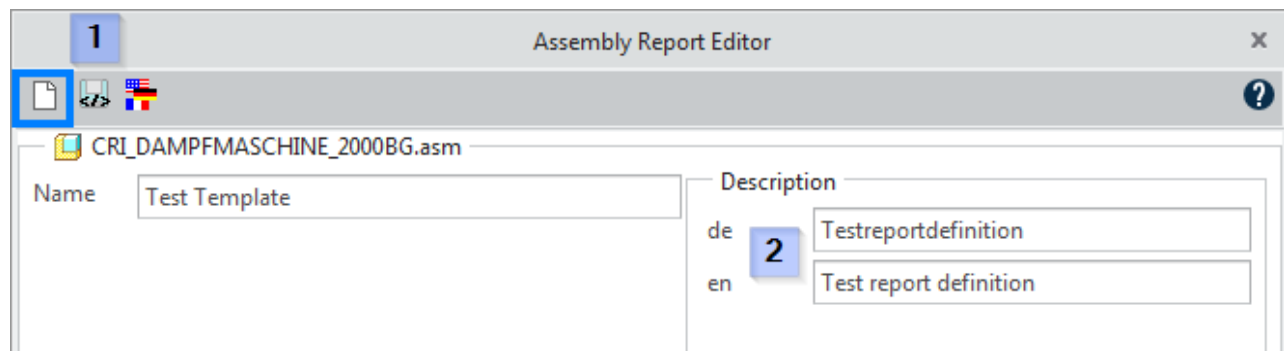 1
Assembly Report Editor
x
</>
?
CRI_DAMPFMASCHINE_2000BG.asm
Name
Test Template
Description
de
Testreportdefinition
2
en
Test report definition